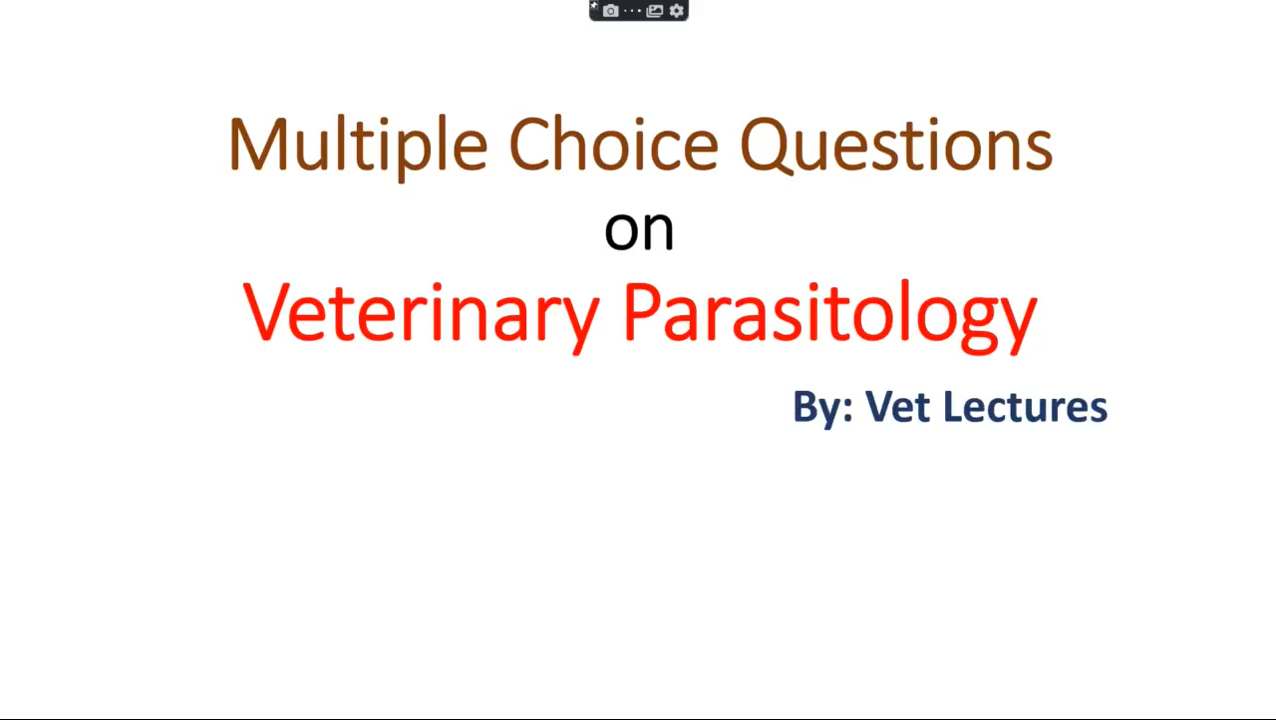 Multiple Choice Questions
on
Veterinary Parasitology
By: Vet Lectures